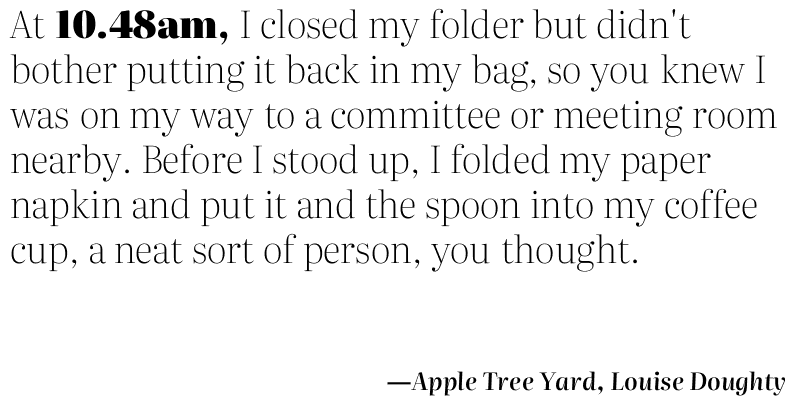 At 10.48am, I closed my folder but didn't
bother putting it back in my bag, so you knew I
was on my way to a committee or meeting room
nearby. Before I stood up, I folded my paper
napkin and put it and the spoon into my coffee
cup, a neat sort of person, you thought.
—Apple Tree Yard, Louise Doughty